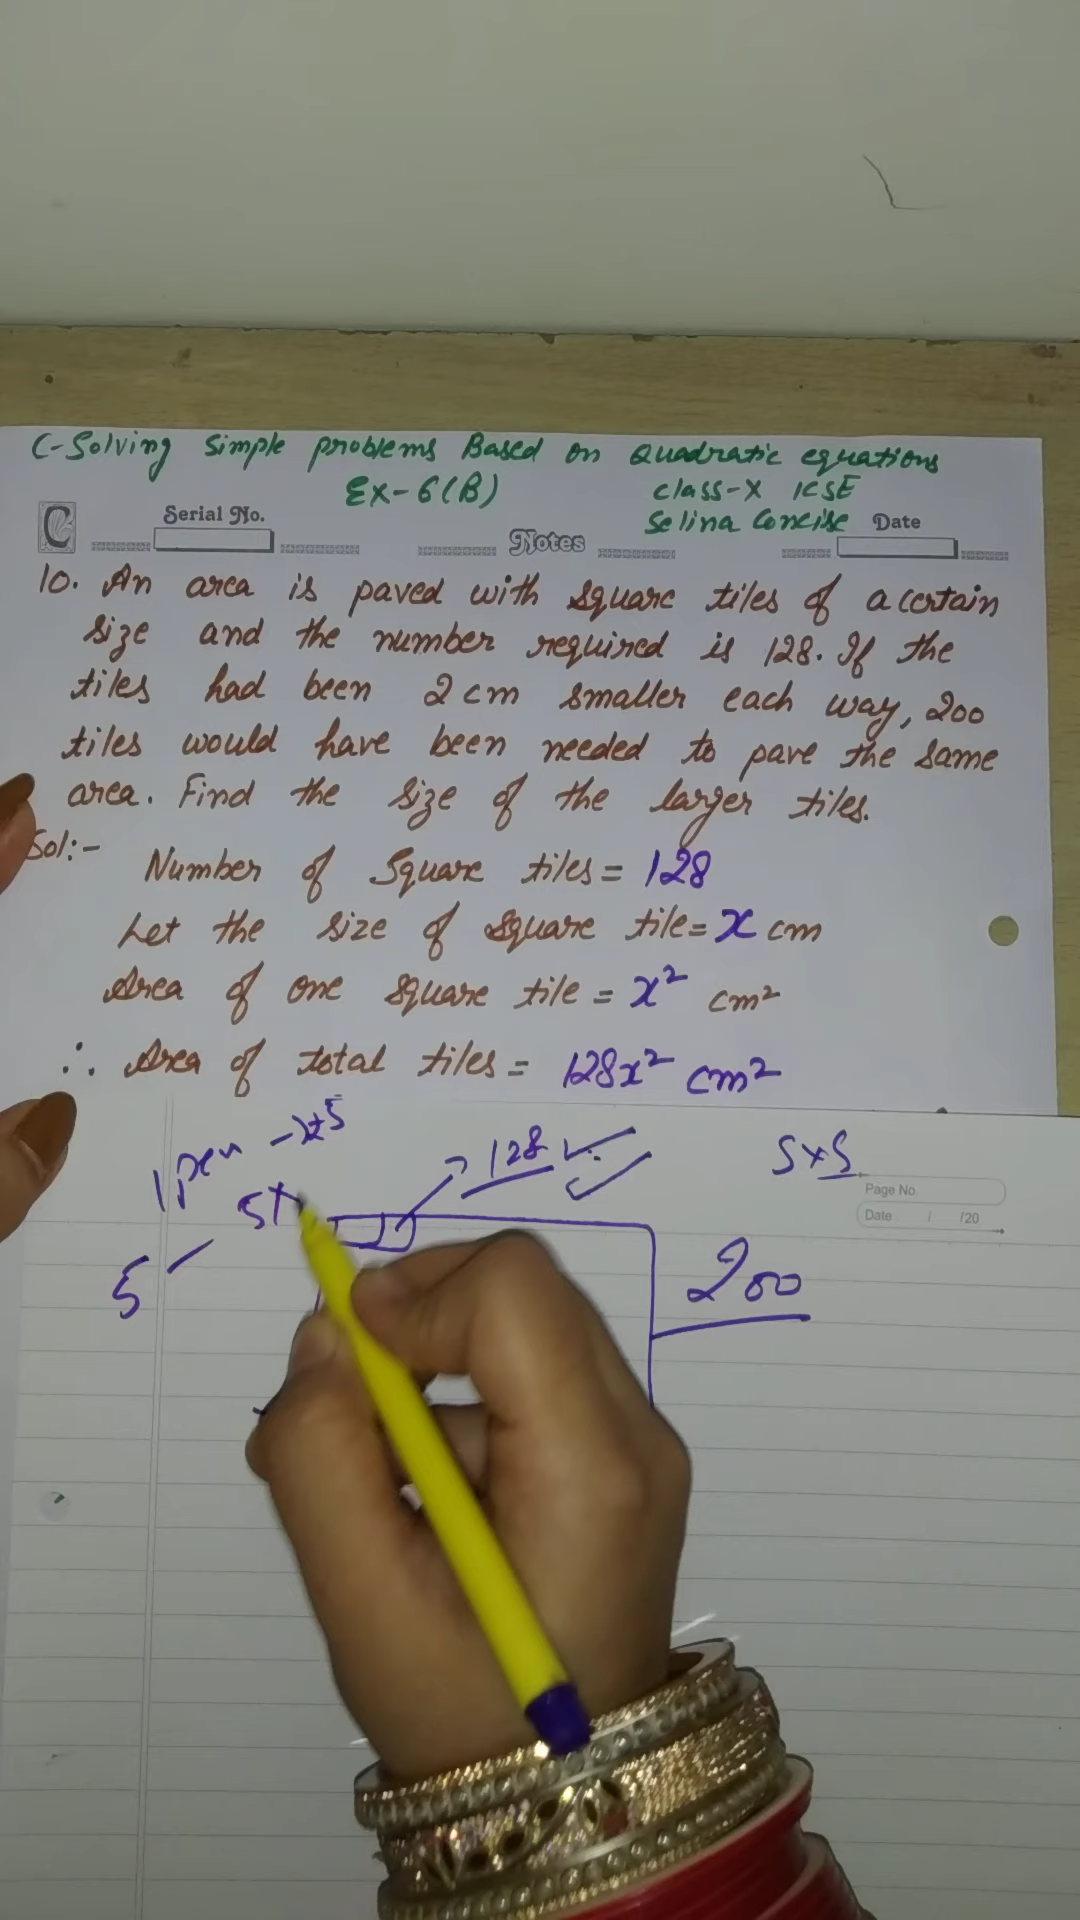 C-Solving Simple problems Based on Quadratic equations
Ex-6(B)
Class-X ICSE
Selina Concise
C
Serial No.
Notes
Date
10. An area is paved with square tiles of a certain
size and the number required is 128. If the
tiles had been 2 cm smaller each way, 200
tiles would have been needed to pave the same
area. Find the size of the larger tiles.
Sol:-
Number of Square tiles = 128
Let the size of square tile = x cm
Area of one square tile = x² cm²
∴ Area of total tiles = 128x² cm²
1 pen
128
S×S
Page No.
Date / /20
5
200